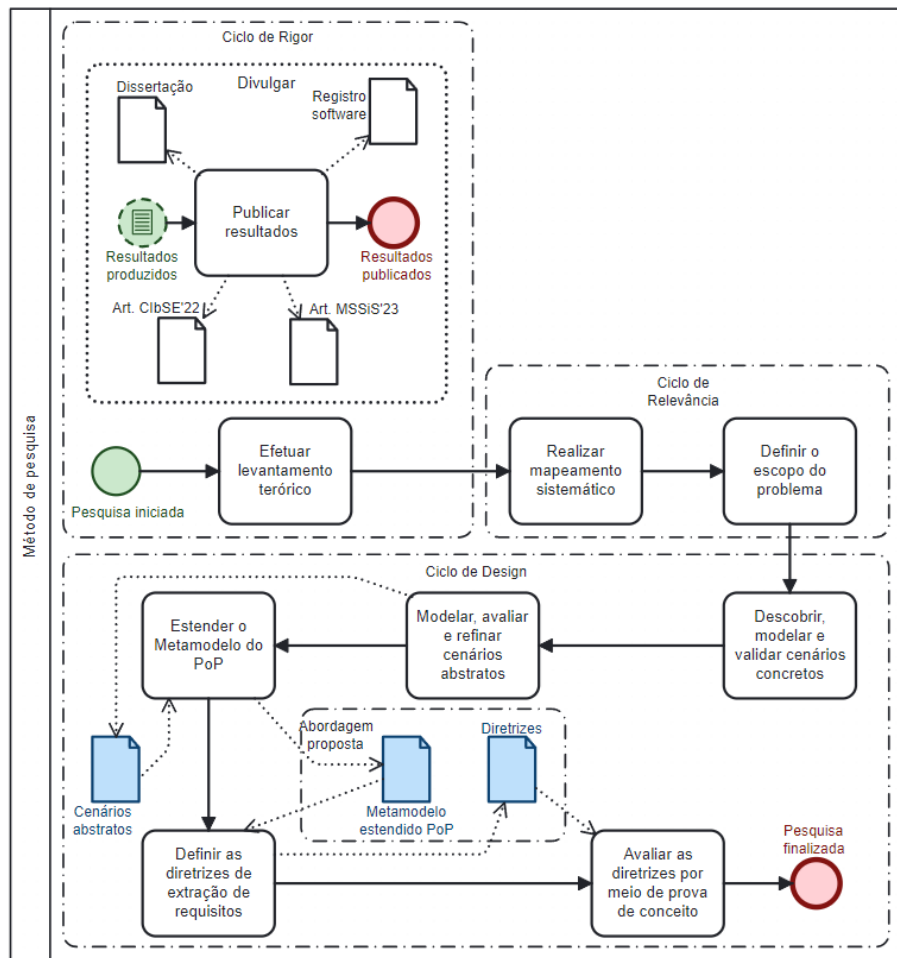 Método de pesquisa
Ciclo de Rigor
Divulgar
Dissertação
Registro
software
Publicar
resultados
Resultados
produzidos
Resultados
publicados
Art. CIbSE'22
Art. MSSiS'23
Pesquisa iniciada
Efetuar
levantamento
terórico
Ciclo de
Relevância
Realizar
mapeamento
sistemático
Definir o
escopo do
problema
Ciclo de Design
Estender o
Metamodelo do
PoP
Modelar, avaliar
e refinar
cenários
abstratos
Descobrir,
modelar e
validar cenários
concretos
Abordagem
proposta
Diretrizes
Cenários
abstratos
Metamodelo
estendido PoP
Definir as
diretrizes de
extração de
requisitos
Avaliar as
diretrizes por
meio de prova
de conceito
Pesquisa
finalizada